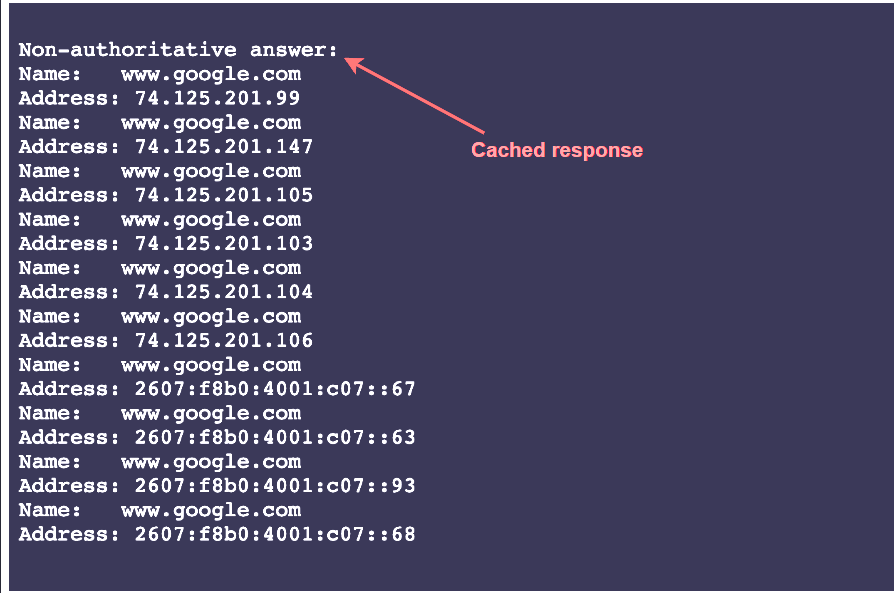 Non-authoritative answer:
Name:   www.google.com
Address: 74.125.201.99
Name:   www.google.com
Address: 74.125.201.147
Cached response
Name:   www.google.com
Address: 74.125.201.105
Name:   www.google.com
Address: 74.125.201.103
Name:   www.google.com
Address: 74.125.201.104
Name:   www.google.com
Address: 74.125.201.106
Name:   www.google.com
Address: 2607:f8b0:4001:c07::67
Name:   www.google.com
Address: 2607:f8b0:4001:c07::63
Name:   www.google.com
Address: 2607:f8b0:4001:c07::93
Name:   www.google.com
Address: 2607:f8b0:4001:c07::68